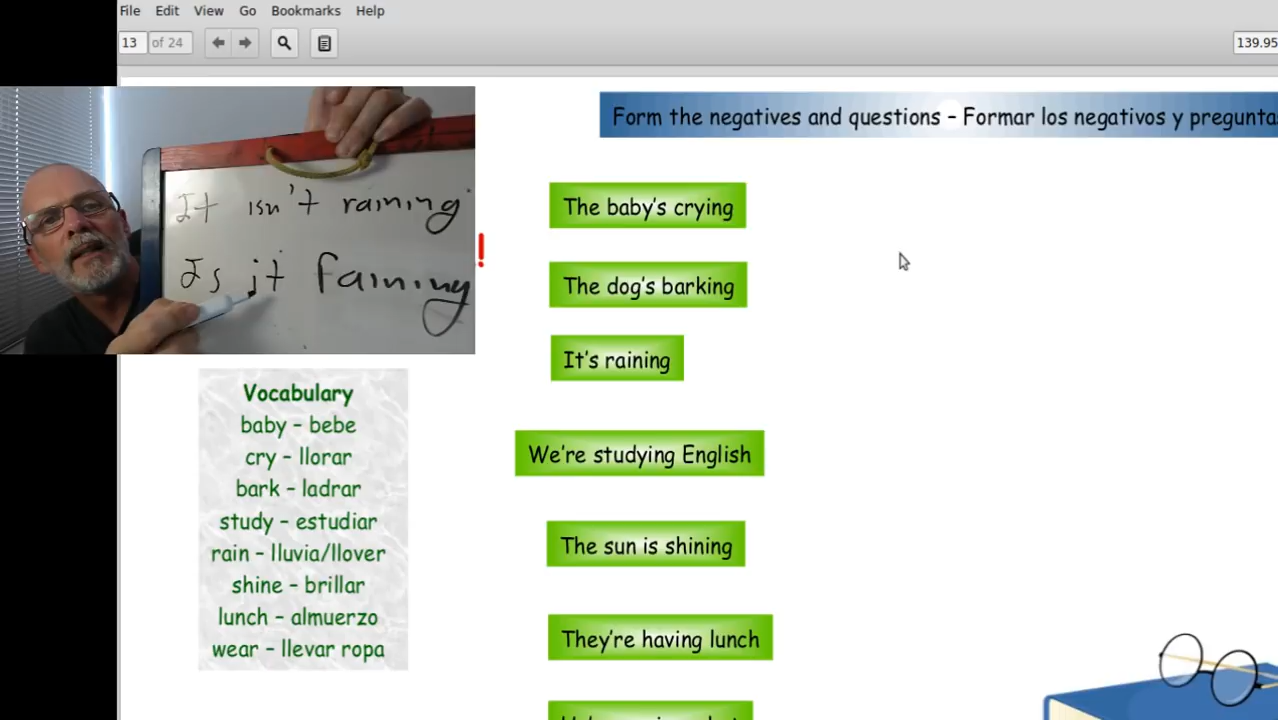 File Edit View Go Bookmarks Help
13 of 24
139.95
Form the negatives and questions – Formar los negativos y pregunta
It isn't raining
Is it raining
!
The baby's crying
The dog's barking
It's raining
We're studying English
The sun is shining
They're having lunch
Vocabulary
baby – bebe
cry – llorar
bark – ladrar
study – estudiar
rain – lluvia/llover
shine – brillar
lunch – almuerzo
wear – llevar ropa